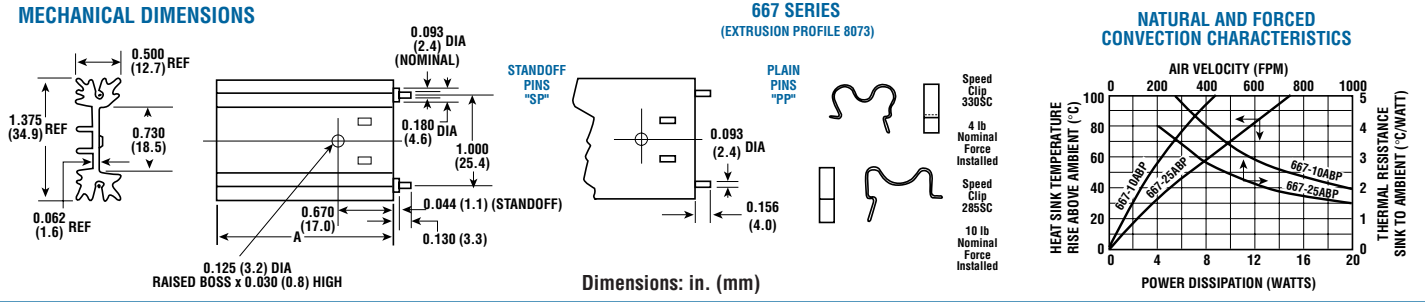 MECHANICAL DIMENSIONS
667 SERIES
(EXTRUSION PROFILE 8073)
0.500
(12.7) REF
1.375
(34.9) REF
0.730
(18.5)
0.062
(1.6) REF
0.093
(2.4) DIA
(NOMINAL)
0.180
(4.6) DIA
1.000
(25.4)
0.670
(17.0)
0.044 (1.1) (STANDOFF)
A
0.130 (3.3)
0.125 (3.2) DIA
RAISED BOSS x 0.030 (0.8) HIGH
STANDOFF
PINS
"SP"
PLAIN
PINS
"PP"
0.093
(2.4) DIA
0.156
(4.0)
Dimensions: in. (mm)
Speed
Clip
330SC
4 lb
Nominal
Force
Installed
Speed
Clip
285SC
10 lb
Nominal
Force
Installed
NATURAL AND FORCED
CONVECTION CHARACTERISTICS
AIR VELOCITY (FPM)
0 200 400 600 800 1000
HEAT SINK TEMPERATURE
RISE ABOVE AMBIENT (°C)
100
80
60
40
20
0
667-10ABP
667-25ABP
667-10ABP
667-25ABP
5
4
3
2
1
0
THERMAL RESISTANCE
SINK TO AMBIENT (°C/WATT)
0 4 8 12 16 20
POWER DISSIPATION (WATTS)